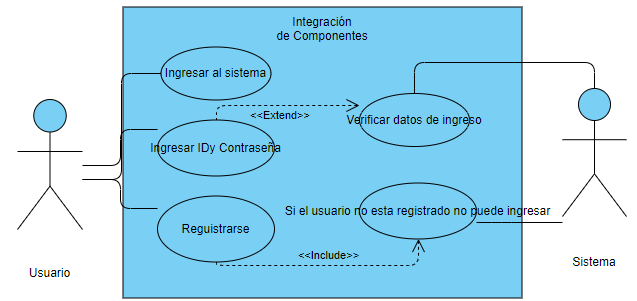 Integración
de Componentes
Ingresar al sistema
<<Extend>>
Verificar datos de ingreso
Ingresar IDy Contraseña
Si el usuario no esta registrado no puede ingresar
Reguistrarse
<<Include>>
Usuario
Sistema